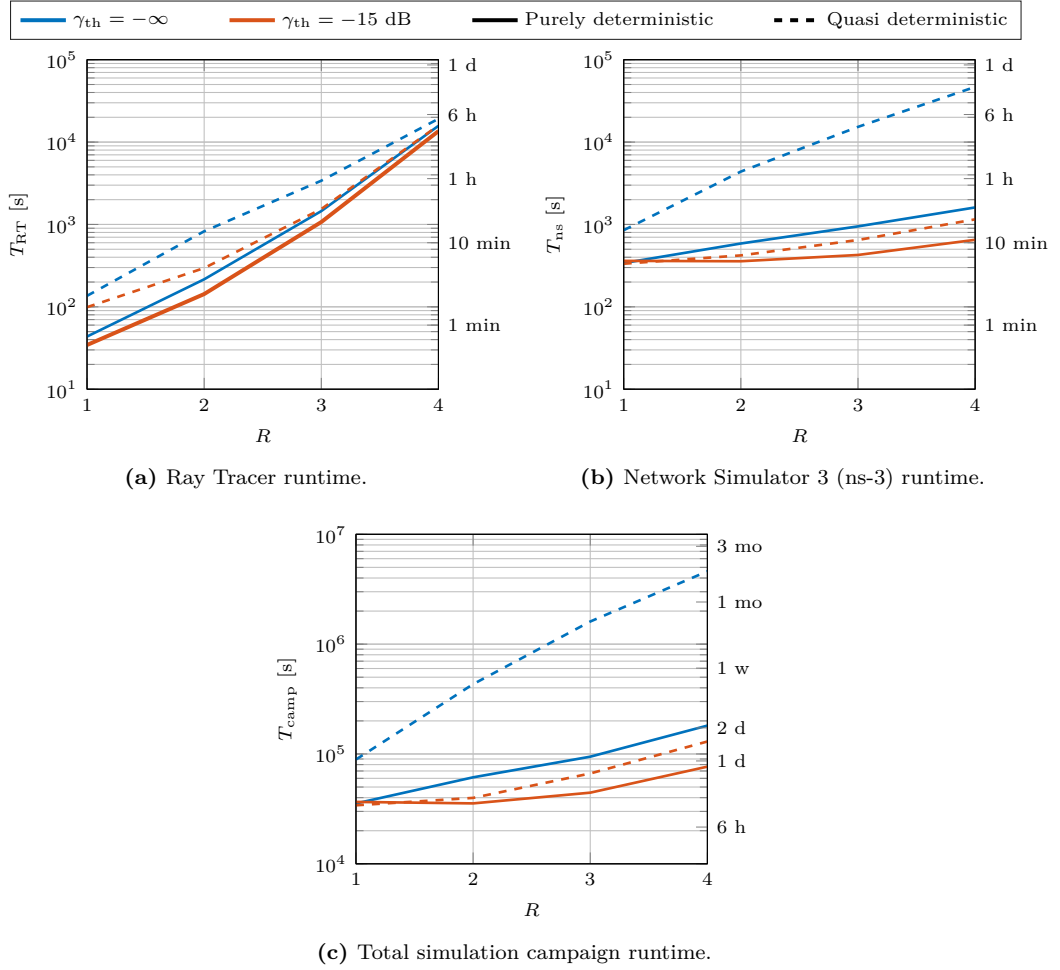 γth = −∞ γth = −15 dB Purely deterministic Quasi deterministic
10^5
10^4
10^3
10^2
10^1
TRT [s]
1 2 3 4
R
1 d
6 h
1 h
10 min
1 min
(a) Ray Tracer runtime.
10^5
10^4
10^3
10^2
10^1
Tns [s]
1 2 3 4
R
1 d
6 h
1 h
10 min
1 min
(b) Network Simulator 3 (ns-3) runtime.
10^7
10^6
10^5
10^4
Tcamp [s]
1 2 3 4
R
3 mo
1 mo
1 w
2 d
1 d
6 h
(c) Total simulation campaign runtime.